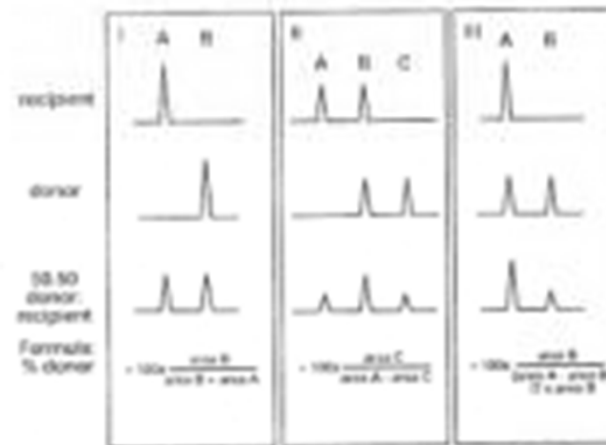 I A B
II
A B C
III
A B
recipient
donor
50:50
donor:
recipient
Formula:
% donor
= 100x area B
area B + area A
= 100x area C
area A + area C
= 100x area B